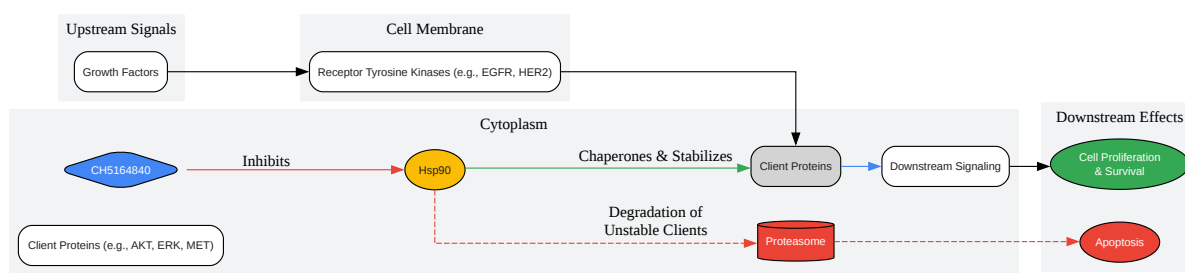 Upstream Signals
Cell Membrane
Growth Factors
Receptor Tyrosine Kinases (e.g., EGFR, HER2)
Cytoplasm
Downstream Effects
CH5164840
Inhibits
Hsp90
Chaperones & Stabilizes
Client Proteins
Downstream Signaling
Cell Proliferation
& Survival
Client Proteins (e.g., AKT, ERK, MET)
Degradation of
Unstable Clients
Proteasome
Apoptosis